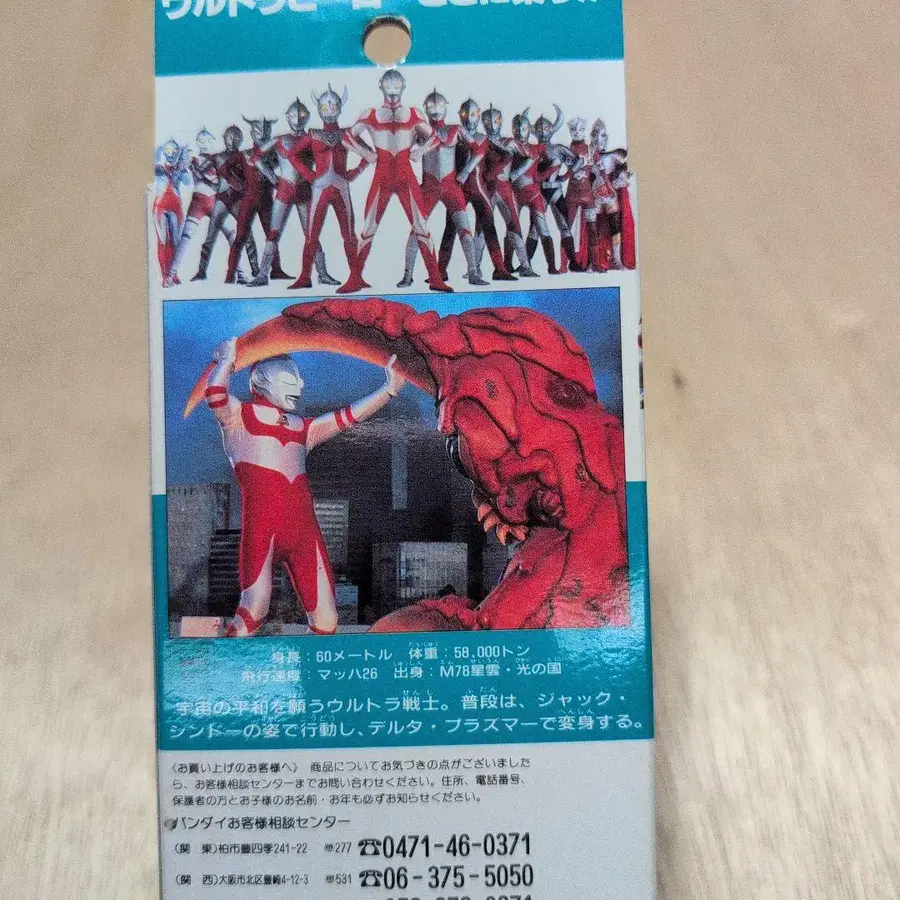 身長：60メートル 体重：58,000トン
飛行速度：マッハ26 出身：M78星雲・光の国
宇宙の平和を願うウルトラ戦士。普段は、ジャック・
シンドーの姿で行動し、デルタ・プラズマーで変身する。
〈お買い上げのお客様へ〉 商品についてお気づきの点がございました
ら、お客様相談センターまでお問い合わせください。住所、電話番号、
保護者の方とお子様のお名前・お年も必ずお知らせください。
バンダイお客様相談センター
(関 東)柏市豊四季241-22 〒277 ☎0471-46-0371
(関 西)大阪市北区豊崎4-12-3 〒531 ☎06-375-5050